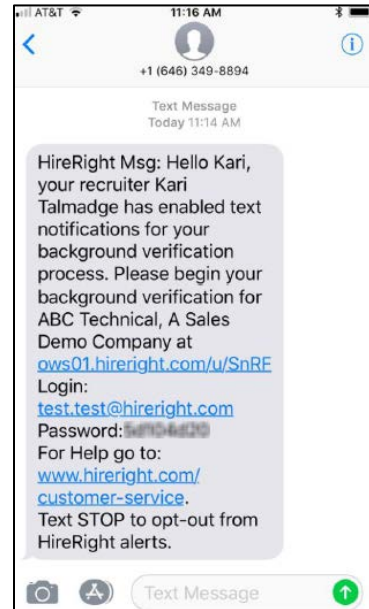 AT&T
11:16 AM
+1 (646) 349-8894
Text Message
Today 11:14 AM
HireRight Msg: Hello Kari,
your recruiter Kari
Talmadge has enabled text
notifications for your
background verification
process. Please begin your
background verification for
ABC Technical, A Sales
Demo Company at
ows01.hireright.com/u/SnRF
Login:
test.test@hireright.com
Password:
For Help go to:
www.hireright.com/
customer-service.
Text STOP to opt-out from
HireRight alerts.
Text Message